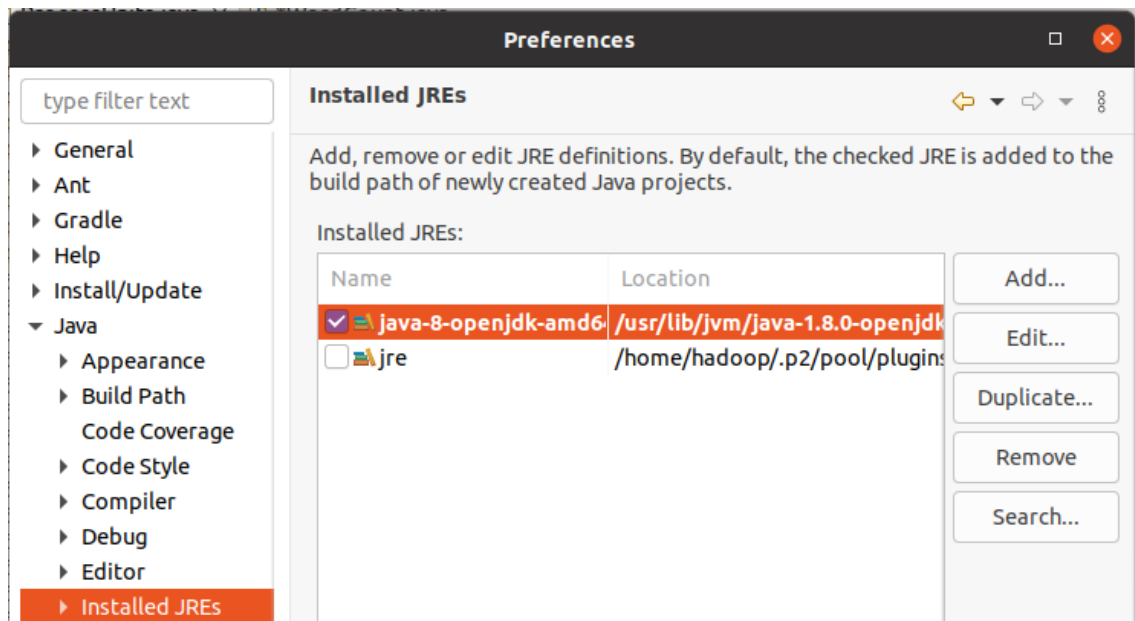 Preferences
type filter text
Installed JREs
General
Ant
Gradle
Help
Install/Update
Java
Appearance
Build Path
Code Coverage
Code Style
Compiler
Debug
Editor
Installed JREs
Add, remove or edit JRE definitions. By default, the checked JRE is added to the
build path of newly created Java projects.
Installed JREs:
Name Location
java-8-openjdk-amd64 /usr/lib/jvm/java-1.8.0-openjdk
jre /home/hadoop/.p2/pool/plugins
Add...
Edit...
Duplicate...
Remove
Search...